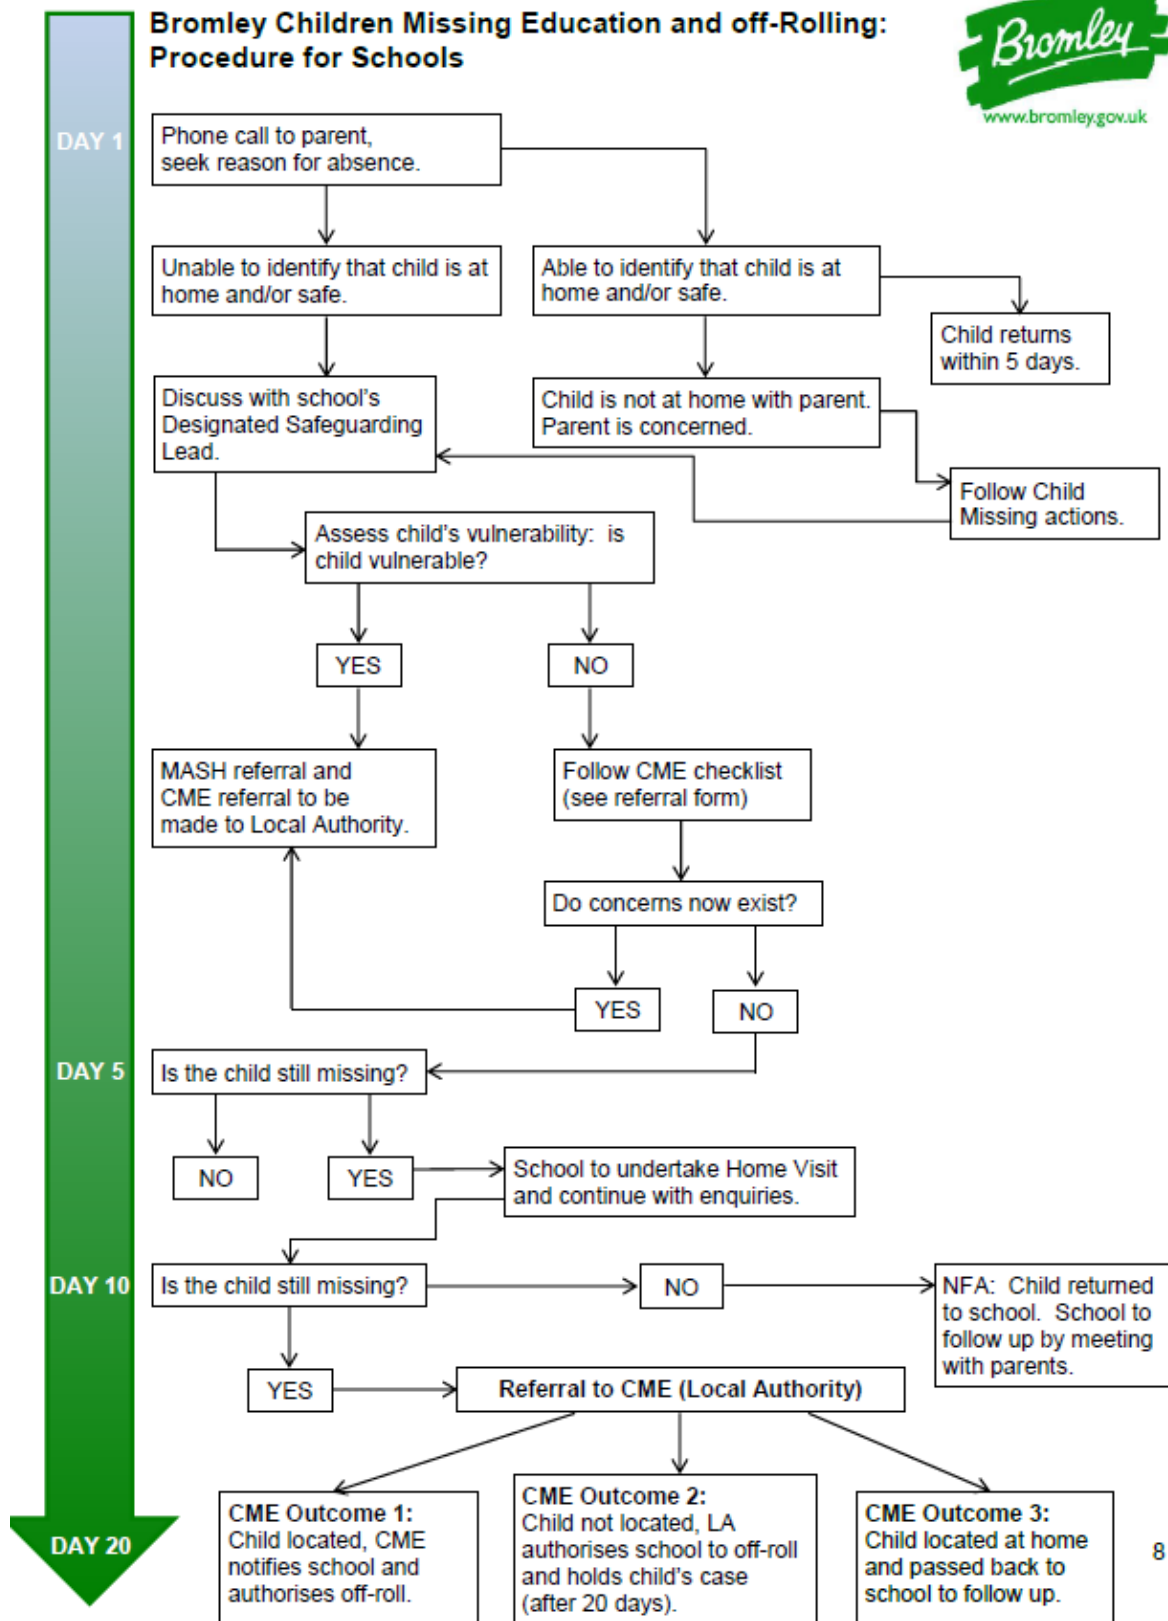 Bromley Children Missing Education and off-Rolling:
Procedure for Schools
Bromley
www.bromley.gov.uk
DAY 1
Phone call to parent,
seek reason for absence.
Unable to identify that child is at
home and/or safe.
Able to identify that child is at
home and/or safe.
Child returns
within 5 days.
Discuss with school's
Designated Safeguarding
Lead.
Child is not at home with parent.
Parent is concerned.
Follow Child
Missing actions.
Assess child's vulnerability:  is
child vulnerable?
YES
NO
MASH referral and
CME referral to be
made to Local Authority.
Follow CME checklist
(see referral form)
Do concerns now exist?
YES
NO
DAY 5
Is the child still missing?
NO
YES
School to undertake Home Visit
and continue with enquiries.
DAY 10
Is the child still missing?
NO
NFA:  Child returned
to school.  School to
follow up by meeting
with parents.
YES
Referral to CME (Local Authority)
CME Outcome 1:
Child located, CME
notifies school and
authorises off-roll.
CME Outcome 2:
Child not located, LA
authorises school to off-roll
and holds child's case
(after 20 days).
CME Outcome 3:
Child located at home
and passed back to
school to follow up.
DAY 20
8